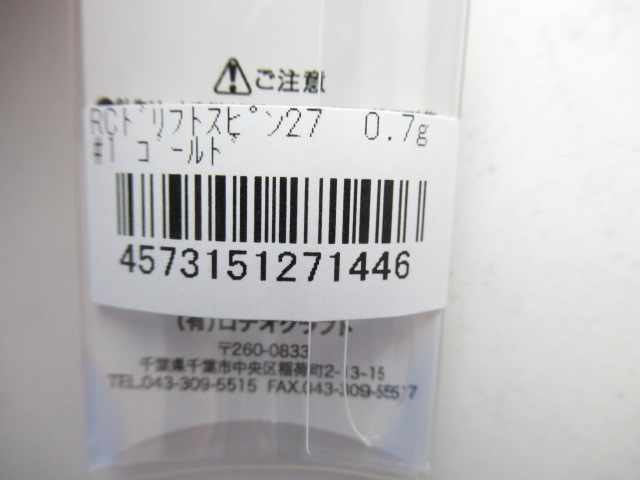 ⚠ご注意
RCﾄﾞﾘﾌﾄｽﾋﾟﾝ27 0.7g
#1 ｺﾞｰﾙﾄﾞ
4573151271446
(有)ロデオクラフト
〒260-0833
千葉県千葉市中央区稲荷町2-13-15
TEL.043-309-5515 FAX.043-309-5517